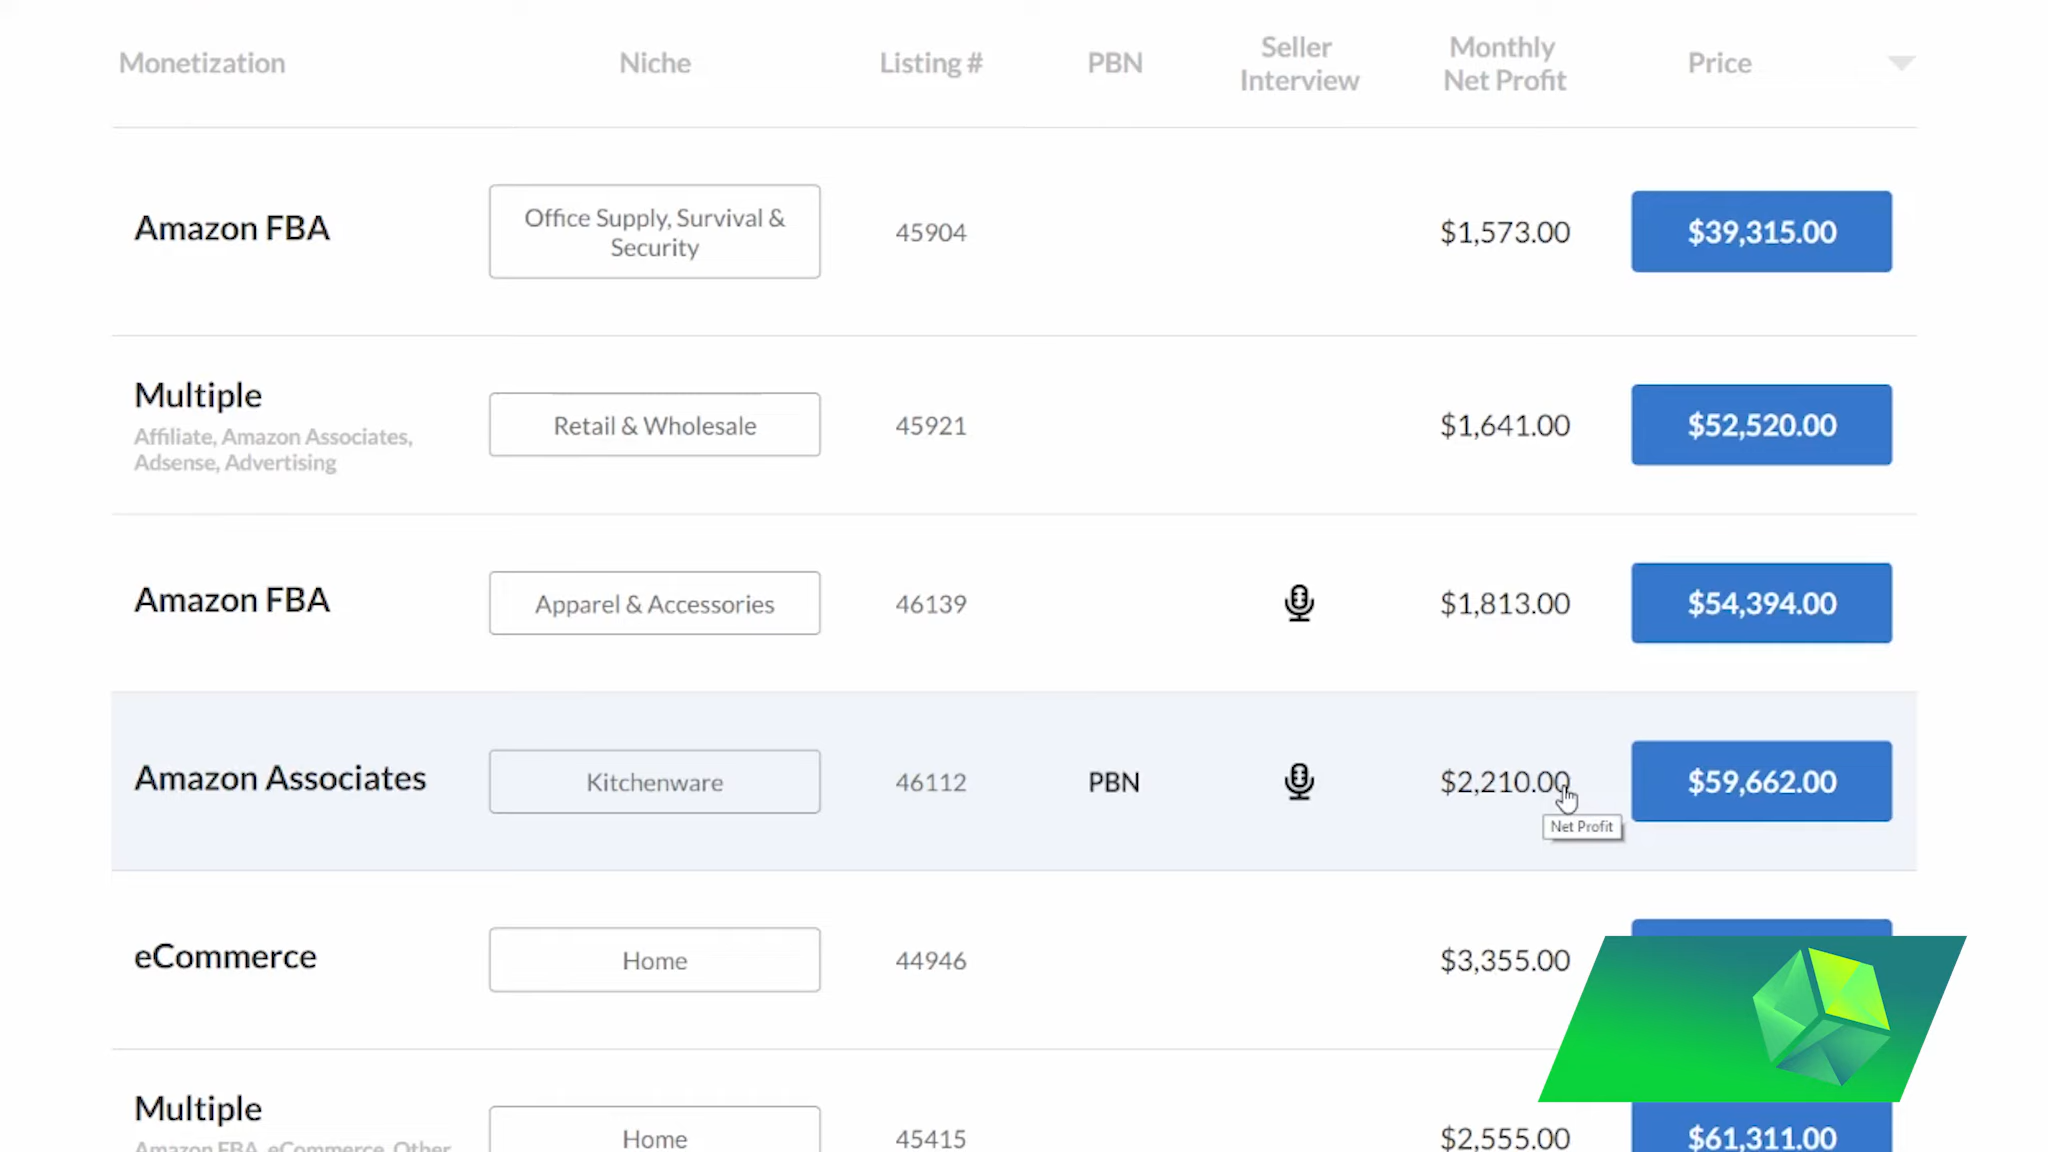 Monetization
Niche
Listing #
PBN
Seller
Interview
Monthly
Net Profit
Price
Amazon FBA
Office Supply, Survival &
Security
45904
$1,573.00
$39,315.00
Multiple
Affiliate, Amazon Associates,
Adsense, Advertising
Retail & Wholesale
45921
$1,641.00
$52,520.00
Amazon FBA
Apparel & Accessories
46139
$1,813.00
$54,394.00
Amazon Associates
Kitchenware
46112
PBN
$2,210.00
$59,662.00
Net Profit
eCommerce
Home
44946
$3,355.00
Multiple
Amazon FBA, eCommerce, Other
Home
45415
$2,555.00
$61,311.00